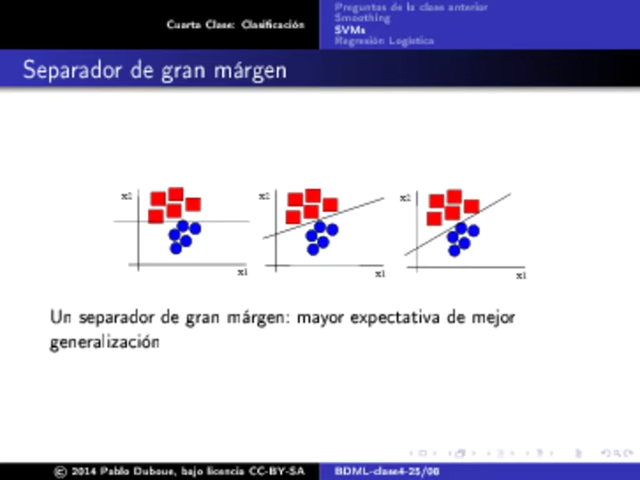 Cuarta Clase: Clasificación
Preguntas de la clase anterior
Smoothing
SVMs
Regresión Logística
Separador de gran márgen
x2
x2
x2
x1
x1
x1
Un separador de gran márgen: mayor expectativa de mejor
generalización
© 2014 Pablo Duboue, bajo licencia CC-BY-SA
BDML-clase4-25/08